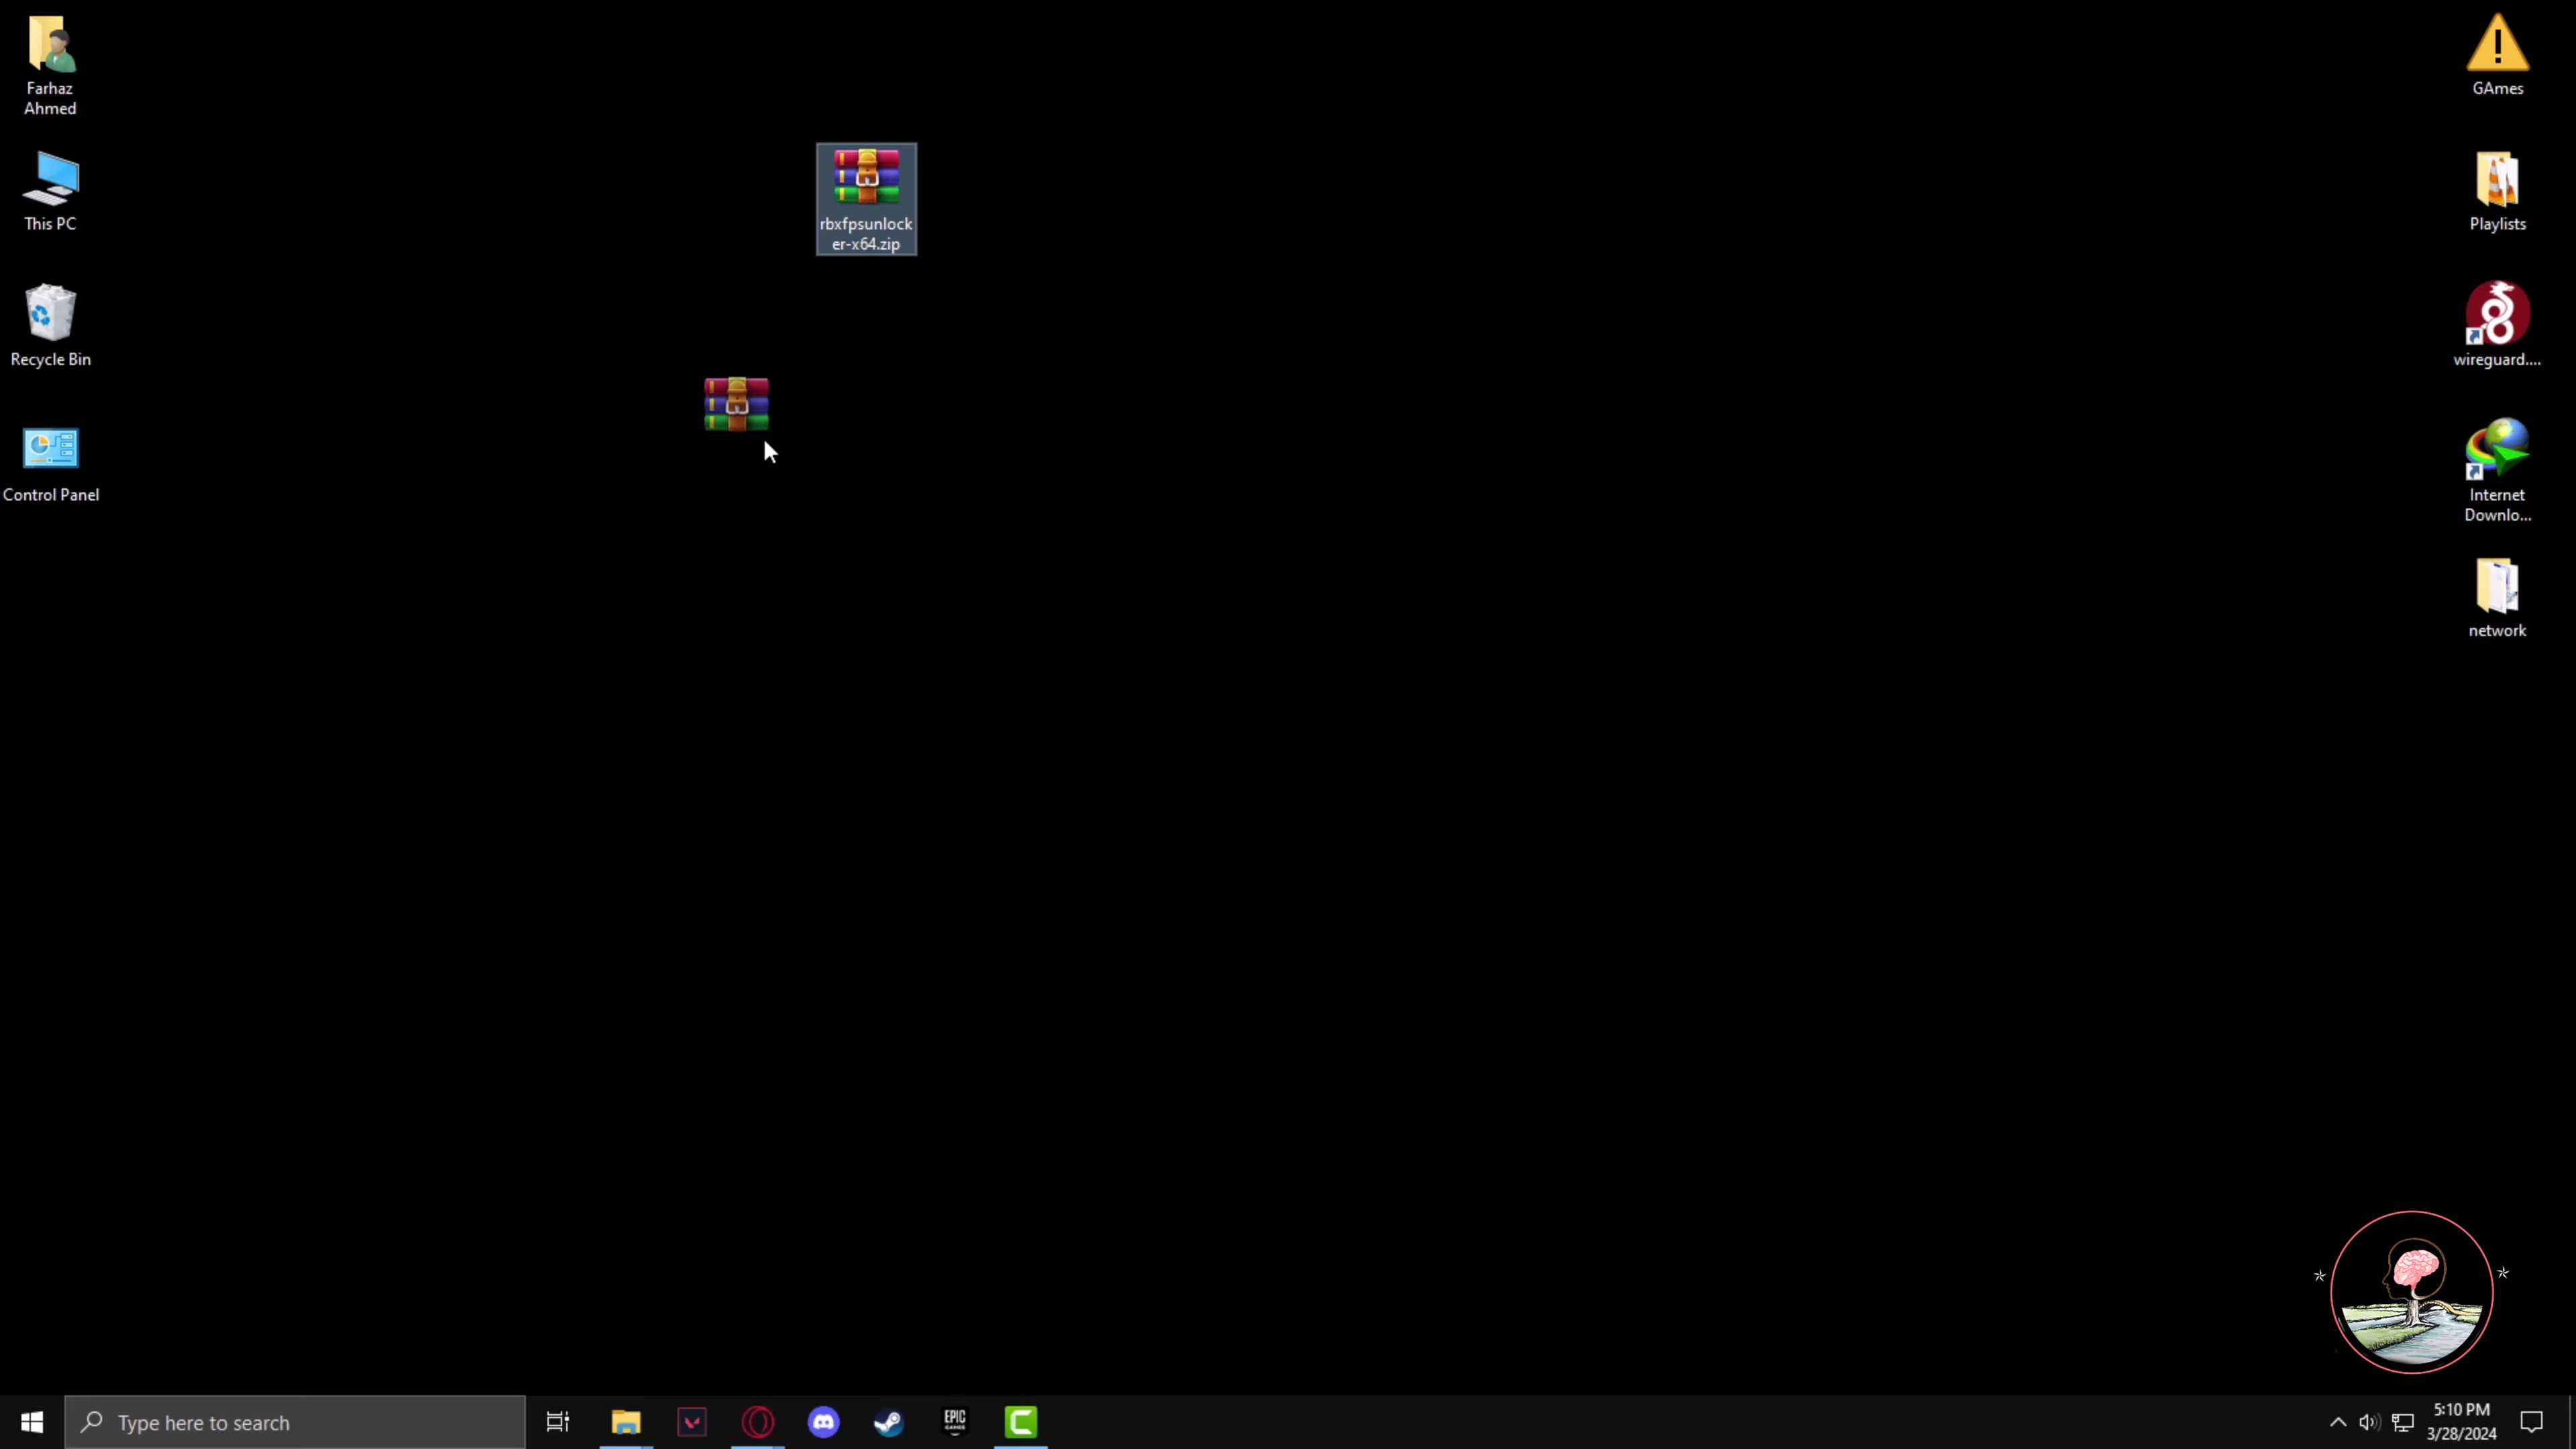 Farhaz
Ahmed
This PC
Recycle Bin
Control Panel
rbxfpsunlock
er-x64.zip
GAmes
Playlists
wireguard....
Internet
Downlo...
network
Type here to search
EPIC
GAMES
5:10 PM
3/28/2024